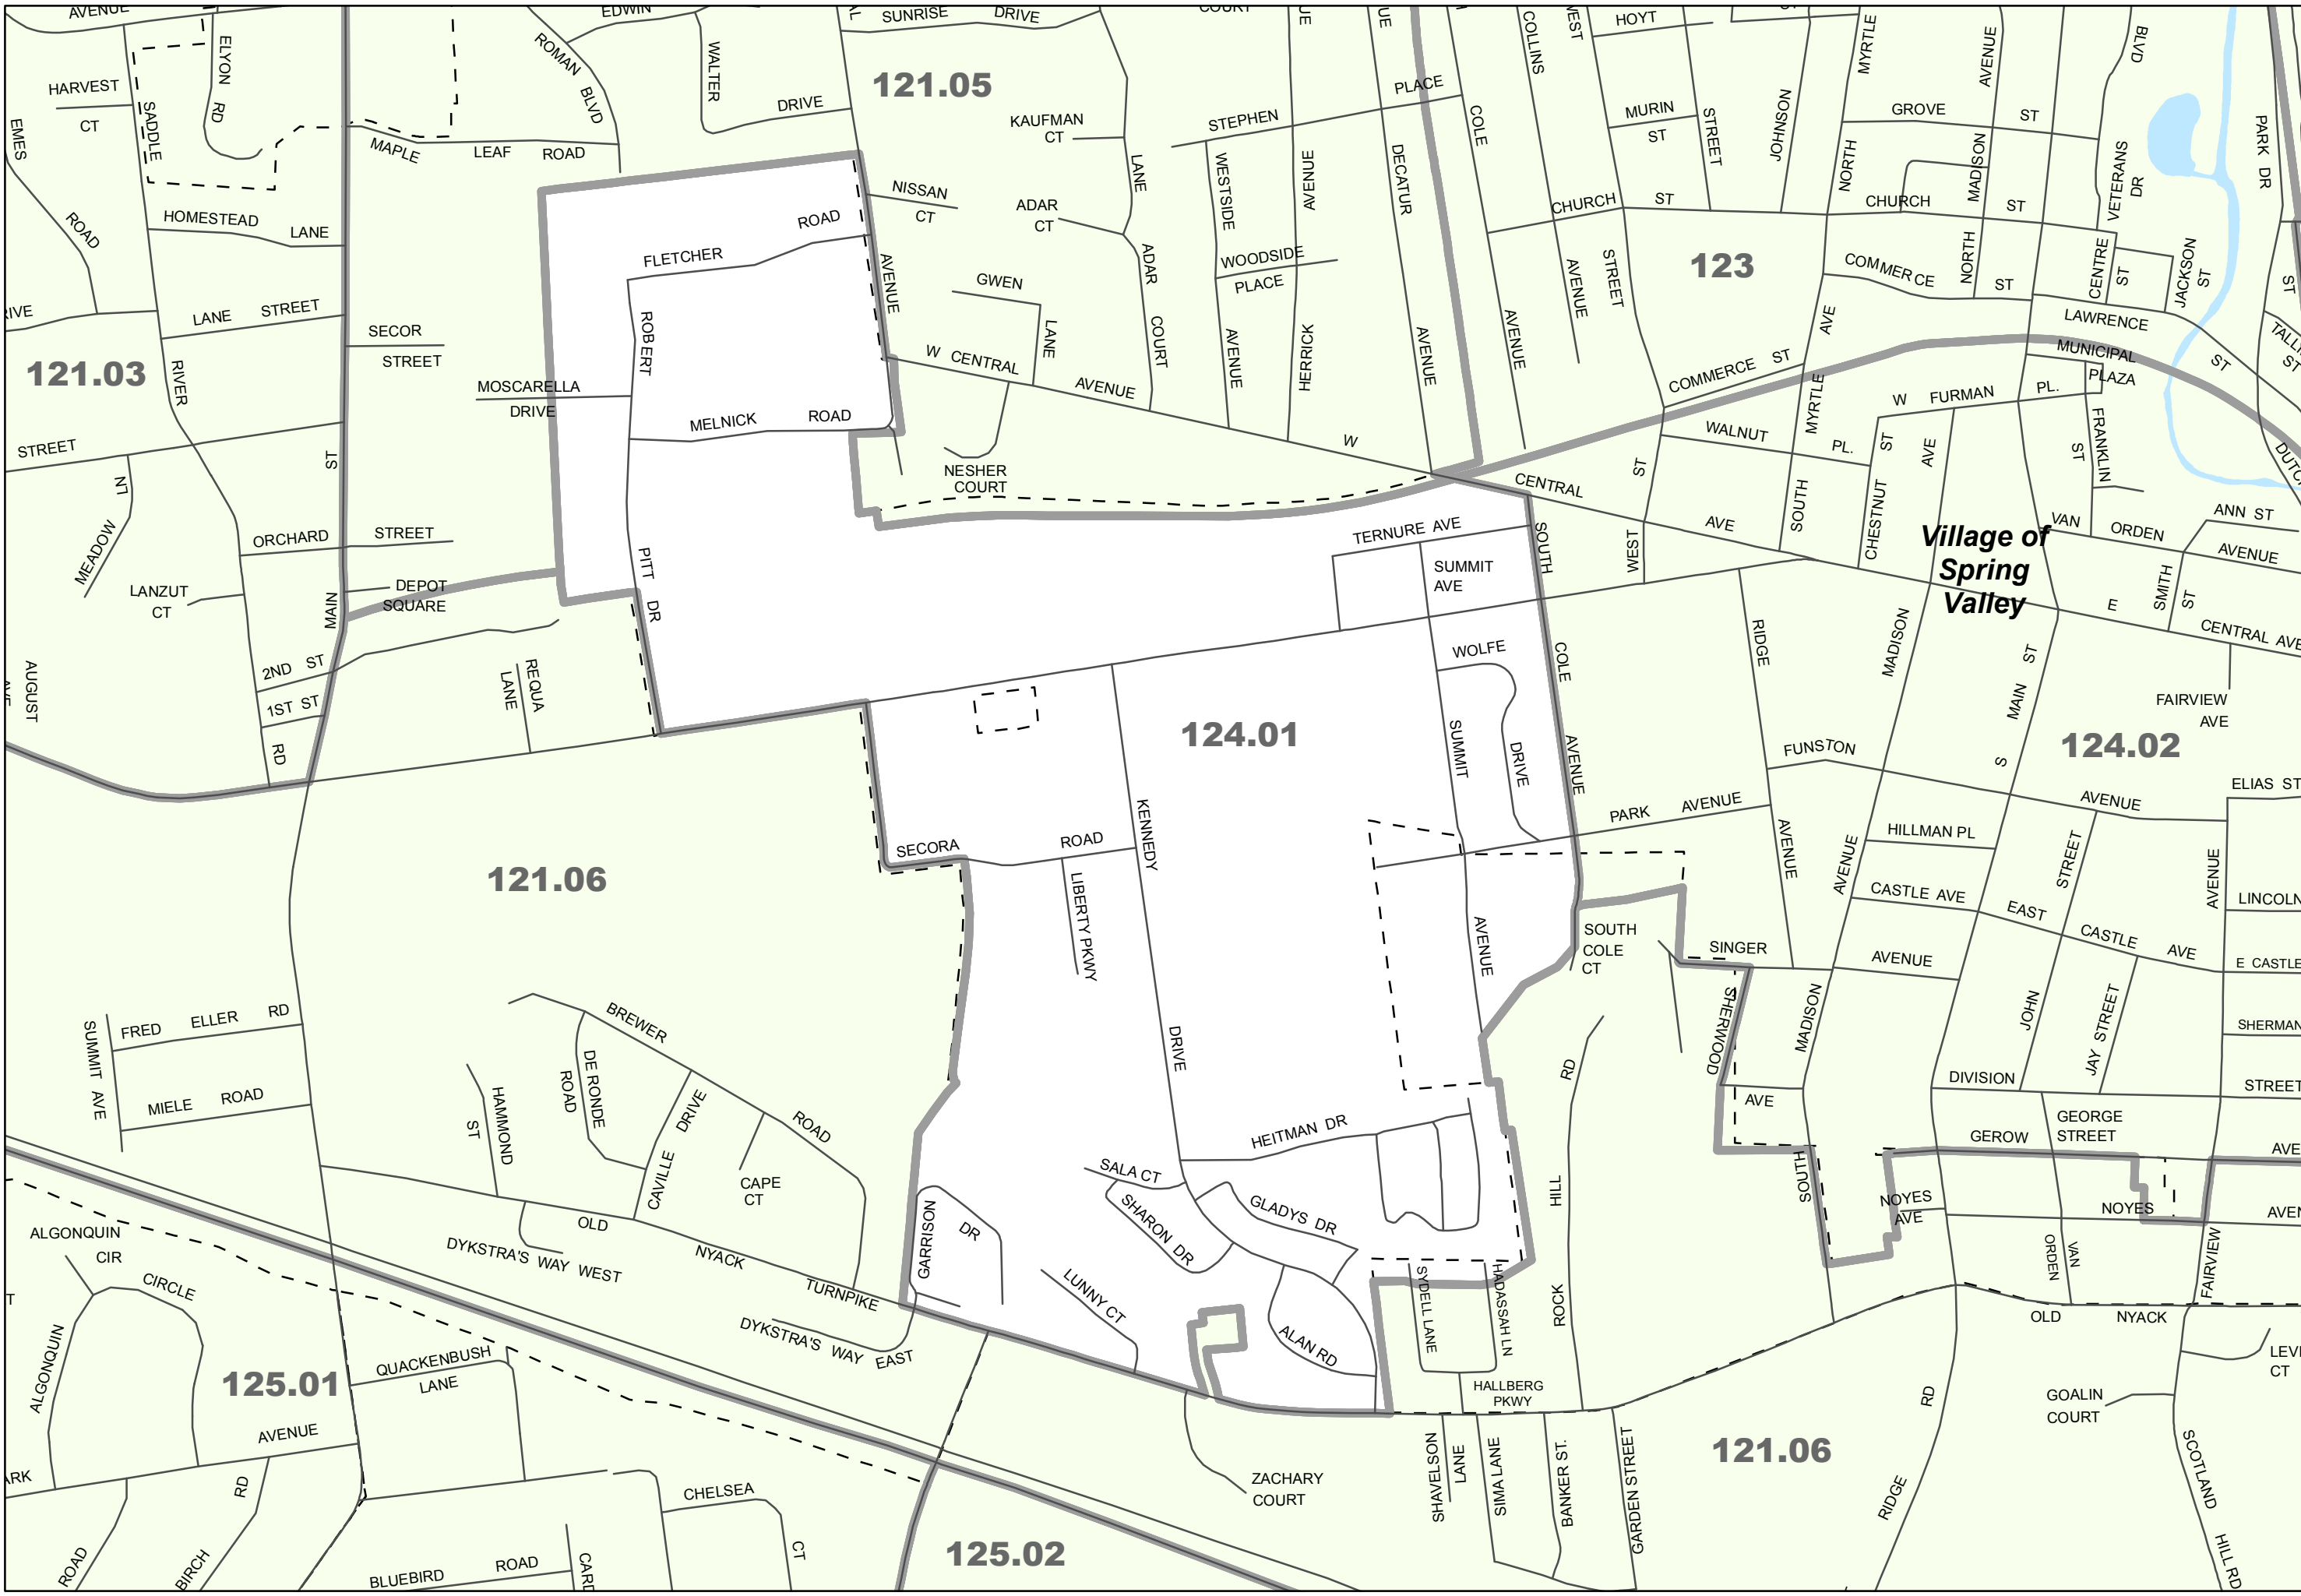 AVENUE
EDWIN
SUNRISE DRIVE
COURT
ELYON
RD
ROMAN
BLVD
WALTER
DRIVE
121.05
HARVEST
CT
SADDLE
EMES
ROAD
MAPLE LEAF ROAD
KAUFMAN
CT
LANE
STEPHEN PLACE
COLLINS
HOYT
MURIN
ST
STREET
JOHNSON
MYRTLE
NORTH
AVENUE
MADISON
NORTH
BLVD
GROVE ST
VETERANS
DR
PARK DR
COLE
DECATUR
AVENUE
WESTSIDE
AVENUE
HERRICK
AVENUE
HOMESTEAD
LANE
NISSAN
CT
ADAR
CT
ADAR
COURT
FLETCHER ROAD
AVENUE
CHURCH ST
CHURCH ST
WOODSIDE
PLACE
GWEN
LANE
123
COMMERCE ST
CENTRE
ST
JACKSON
ST
AVENUE
AVENUE
STREET
LANE STREET
SECOR
STREET
ROBERT
121.03
RIVER
W CENTRAL
AVENUE
AVE
LAWRENCE
ST
MUNICIPAL
PLAZA
COMMERCE ST
MYRTLE
MOSCARELLA
DRIVE
MELNICK ROAD
W FURMAN PL.
FRANKLIN
ST
WALNUT
PL.
ST
AVE
STREET
LN
MEADOW
ST
MAIN
NESHER
COURT
W
CENTRAL
AVE
ST
WEST
SOUTH
CHESTNUT
VAN ORDEN
AVENUE
ANN ST
DUTCH
ORCHARD STREET
TERNURE AVE
SOUTH
SUMMIT
AVE
Village of
Spring
Valley
LANZUT
CT
DEPOT
SQUARE
PITT
DR
SMITH
ST
E
CENTRAL AVE
2ND ST
1ST ST
RD
AUGUST
REQUA
LANE
WOLFE
DRIVE
SUMMIT
COLE
AVENUE
RIDGE
AVENUE
MADISON
AVENUE
S MAIN ST
FAIRVIEW
AVE
124.01
124.02
FUNSTON
AVENUE
ELIAS ST
PARK AVENUE
KENNEDY
DRIVE
SECORA ROAD
LIBERTY PKWY
HILLMAN PL
STREET
JOHN
AVENUE
121.06
CASTLE AVE
EAST
CASTLE AVE
LINCOLN
E CASTLE
AVENUE
SOUTH
COLE
CT
SINGER
AVENUE
SHERWOOD
AVE
MADISON
JAY STREET
SHERMAN
SUMMIT AVE
FRED ELLER RD
BREWER
ROAD
DE RONDE
ROAD
MIELE ROAD
HAMMOND
ST
CAVILLE DRIVE
CAPE
CT
RD
HILL
ROCK
DIVISION
STREET
GEORGE
STREET
HEITMAN DR
GEROW
AVE
SALA CT
SHARON DR
GLADYS DR
SOUTH
NOYES
AVE
NOYES
AVEN
ORDEN
VAN
FAIRVIEW
ALGONQUIN
CIR
CIRCLE
ALGONQUIN
OLD
NYACK
TURNPIKE
DYKSTRA'S WAY WEST
GARRISON
DR
LUNNY CT
DYKSTRA'S WAY EAST
ALAN RD
SYDELL LANE
HADASSAH LN
OLD NYACK
LEVI
CT
125.01
QUACKENBUSH
LANE
HALLBERG
PKWY
GOALIN
COURT
RD
RIDGE
AVENUE
RD
BIRCH
ROAD
CHELSEA
CT
ZACHARY
COURT
SHAVELSON
LANE
SIMA LANE
BANKER ST.
GARDEN STREET
121.06
SCOTLAND
HILL RD
125.02
BLUEBIRD ROAD